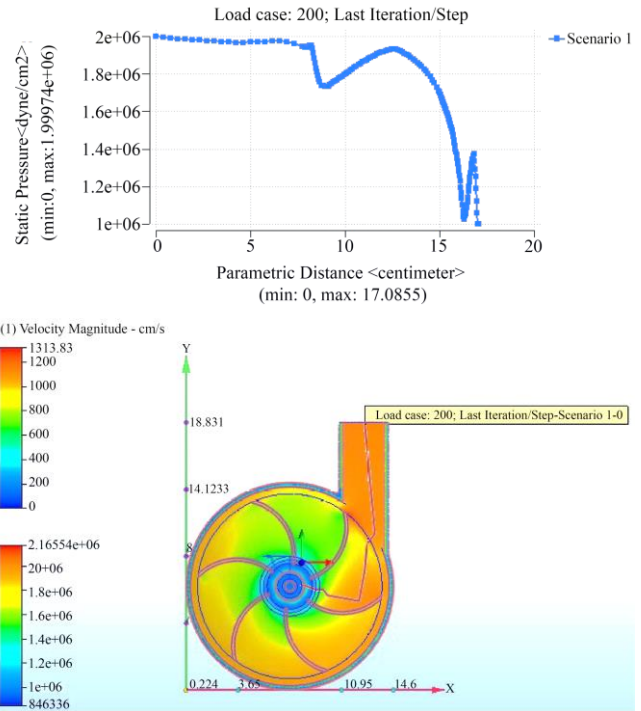 Load case: 200; Last Iteration/Step
Static Pressure<dyne/cm2>
(min:0, max:1.99974e+06)
2e+06
1.8e+06
1.6e+06
1.4e+06
1.2e+06
1e+06
Scenario 1
0 5 10 15 20
Parametric Distance <centimeter>
(min: 0, max: 17.0855)
(1) Velocity Magnitude - cm/s
1313.83
1200
1000
800
600
400
200
0
2.16554e+06
20+06
1.8e+06
1.6e+06
1.4e+06
1.2e+06
1e+06
846336
Y
Load case: 200; Last Iteration/Step-Scenario 1-0
18.831
14.1233
8
0.224 3.65 10.95 14.6 X